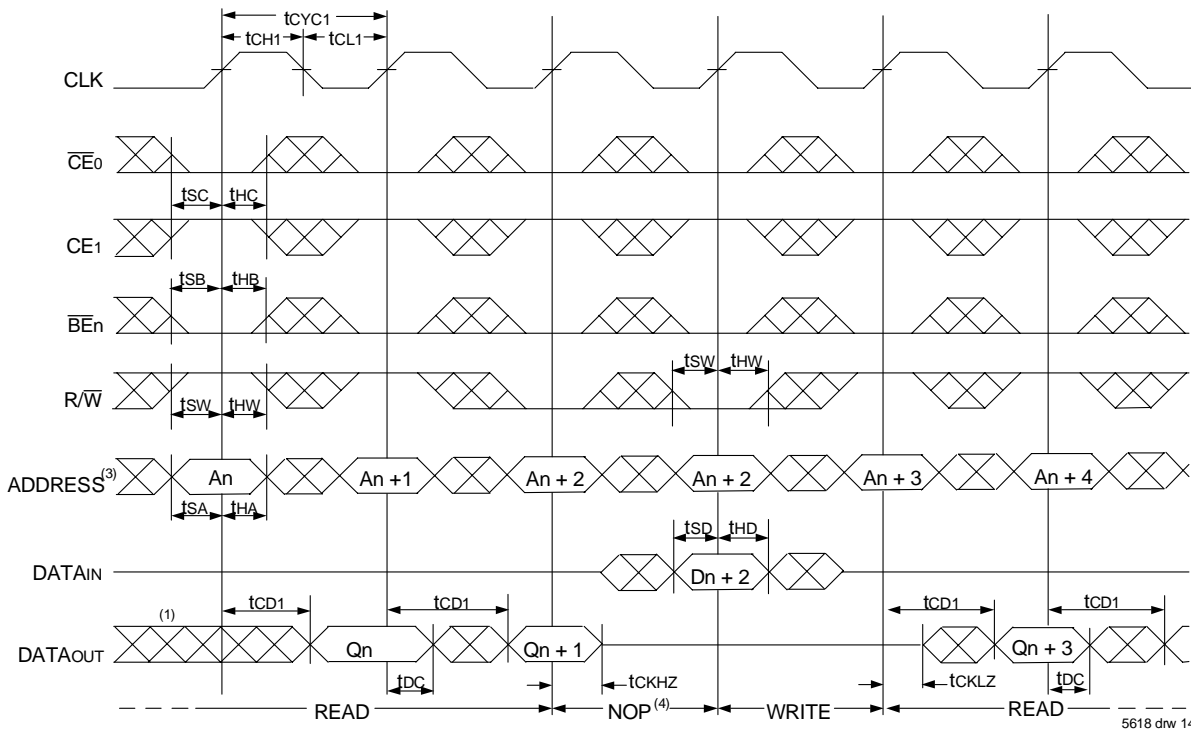 tCYC1
tCH1 tCL1
CLK
CE0
tSC tHC
CE1
tSB tHB
BEn
tSW tHW
R/W
tSW tHW
ADDRESS(3) An An +1 An + 2 An + 2 An + 3 An + 4
tSA tHA
tSD tHD
DATAIN Dn + 2
(1) tCD1 tCD1 tCD1 tCD1
DATAOUT Qn Qn + 1 Qn + 3
tDC tCKHZ tCKLZ tDC
READ NOP(4) WRITE READ
5618 drw 14